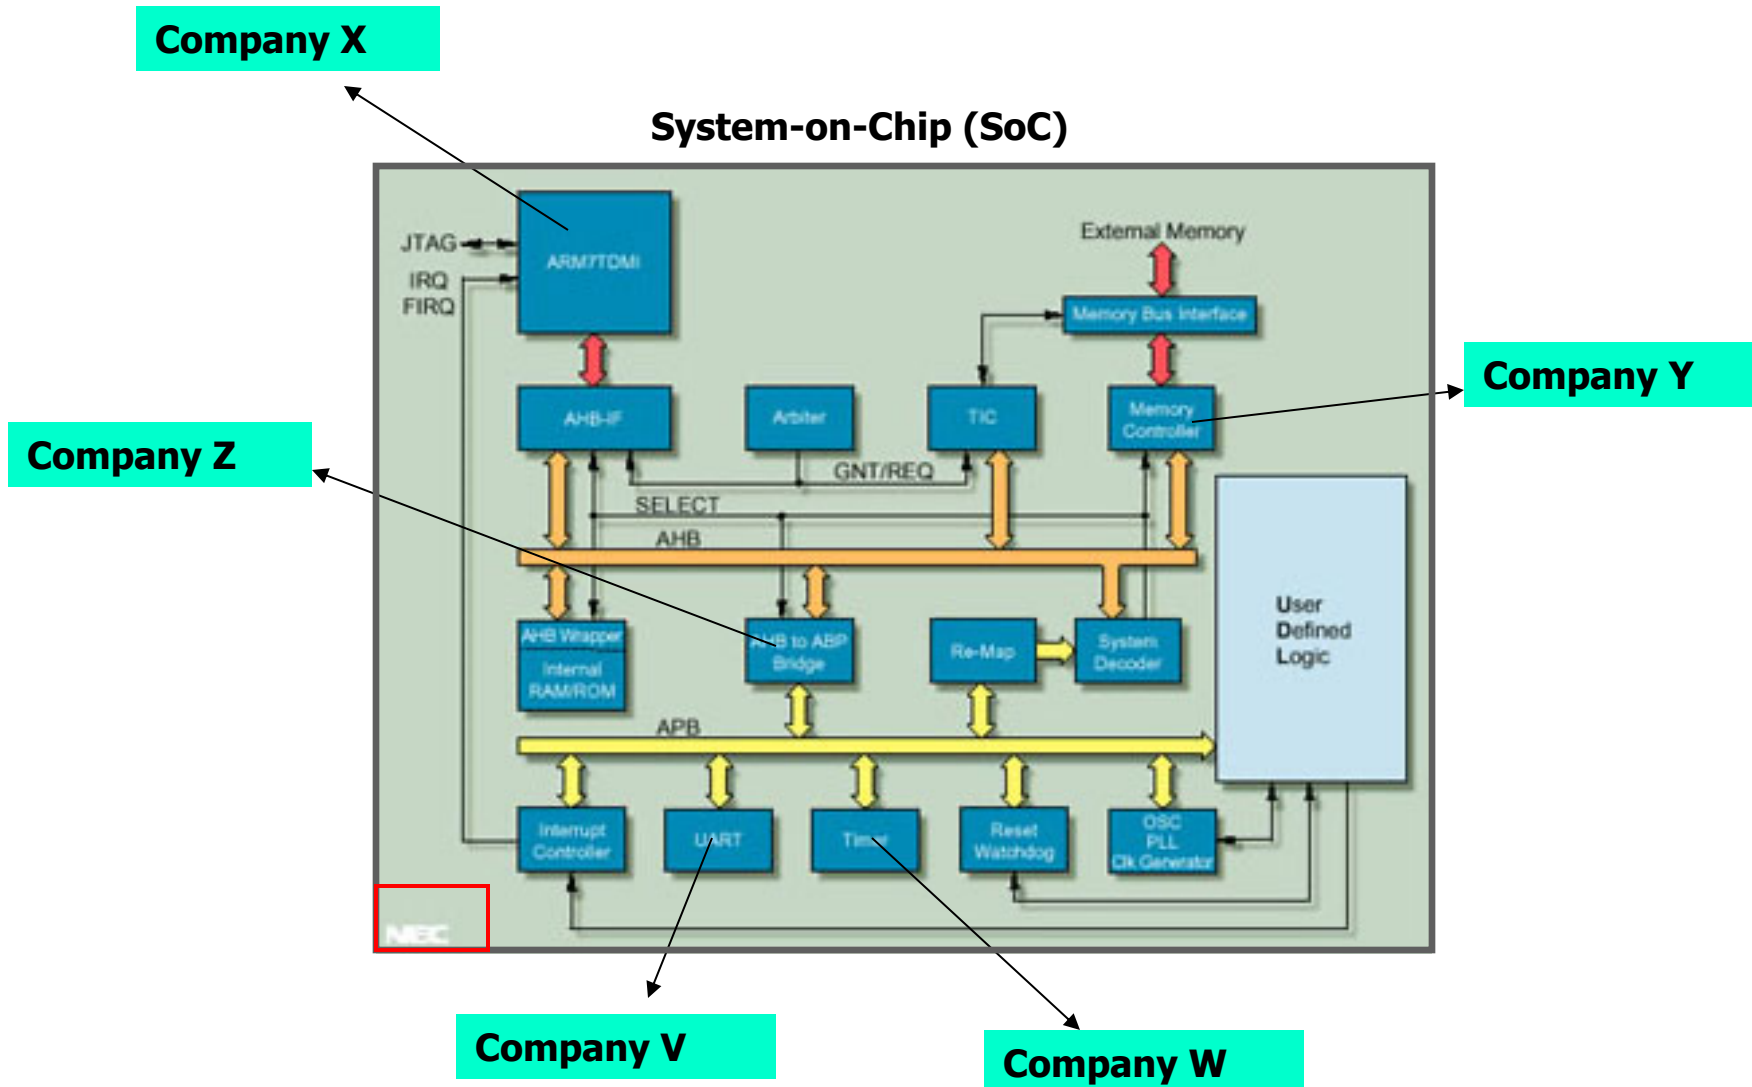 Company X
System-on-Chip (SoC)
JTAG
IRQ
FIRQ
ARM7TDMI
External Memory
Memory Bus Interface
Company Y
AHB-IF
Arbiter
TIC
Memory
Controller
Company Z
GNT/REQ
SELECT
AHB
AHB Wrapper
Internal
RAM/ROM
AHB to ABP
Bridge
Re-Map
System
Decoder
User
Defined
Logic
APB
Interrupt
Controller
UART
Timer
Reset
Watchdog
OSC
PLL
Clk Generator
NEC
Company V
Company W